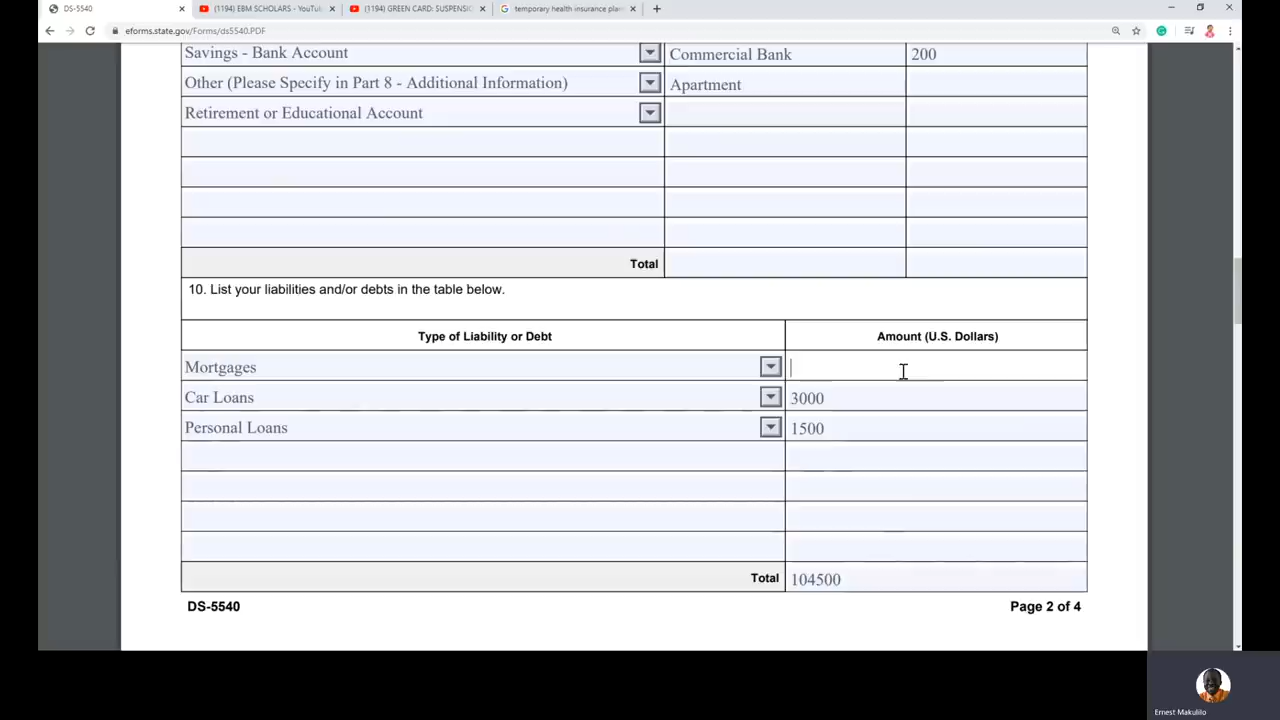 DS-5540
(1194) EBM SCHOLARS - YouTu
(1194) GREEN CARD: SUSPENSI
temporary health insurance plan
eforms.state.gov/Forms/ds5540.PDF
Savings - Bank Account Commercial Bank 200
Other (Please Specify in Part 8 - Additional Information) Apartment
Retirement or Educational Account
Total
10. List your liabilities and/or debts in the table below.
Type of Liability or Debt Amount (U.S. Dollars)
Mortgages
Car Loans 3000
Personal Loans 1500
Total 104500
DS-5540 Page 2 of 4
Ernest Makulilo